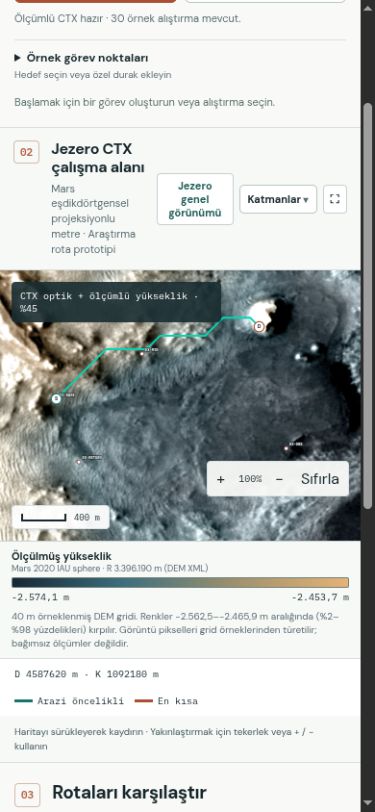 Ölçümlü CTX hazır · 30 örnek alıştırma mevcut.
▶ Örnek görev noktaları
Hedef seçin veya özel durak ekleyin
Başlamak için bir görev oluşturun veya alıştırma seçin.
02
Jezero CTX
çalışma alanı
Mars
eşdikdörtgensel
projeksiyonlu
metre · Araştırma
rota prototipi
Jezero
genel
görünümü
Katmanlar ▾
CTX optik + ölçümlü yükseklik ·
%45
+ 100% − Sıfırla
400 m
Ölçülmüş yükseklik
Mars 2020 IAU sphere · R 3.396.190 m (DEM XML)
-2.574,1 m
-2.453,7 m
40 m örneklenmiş DEM gridi. Renkler -2.562,5–-2.465,9 m aralığında (%2–
%98 yüzdelikleri) kırpılır. Görüntü pikselleri grid örneklerinden türetilir;
bağımsız ölçümler değildir.
D 4587620 m · K 1092180 m
Arazi öncelikli
En kısa
Haritayı sürükleyerek kaydırın · Yakınlaştırmak için tekerlek veya + / -
kullanın
03
Rotaları karşılaştır